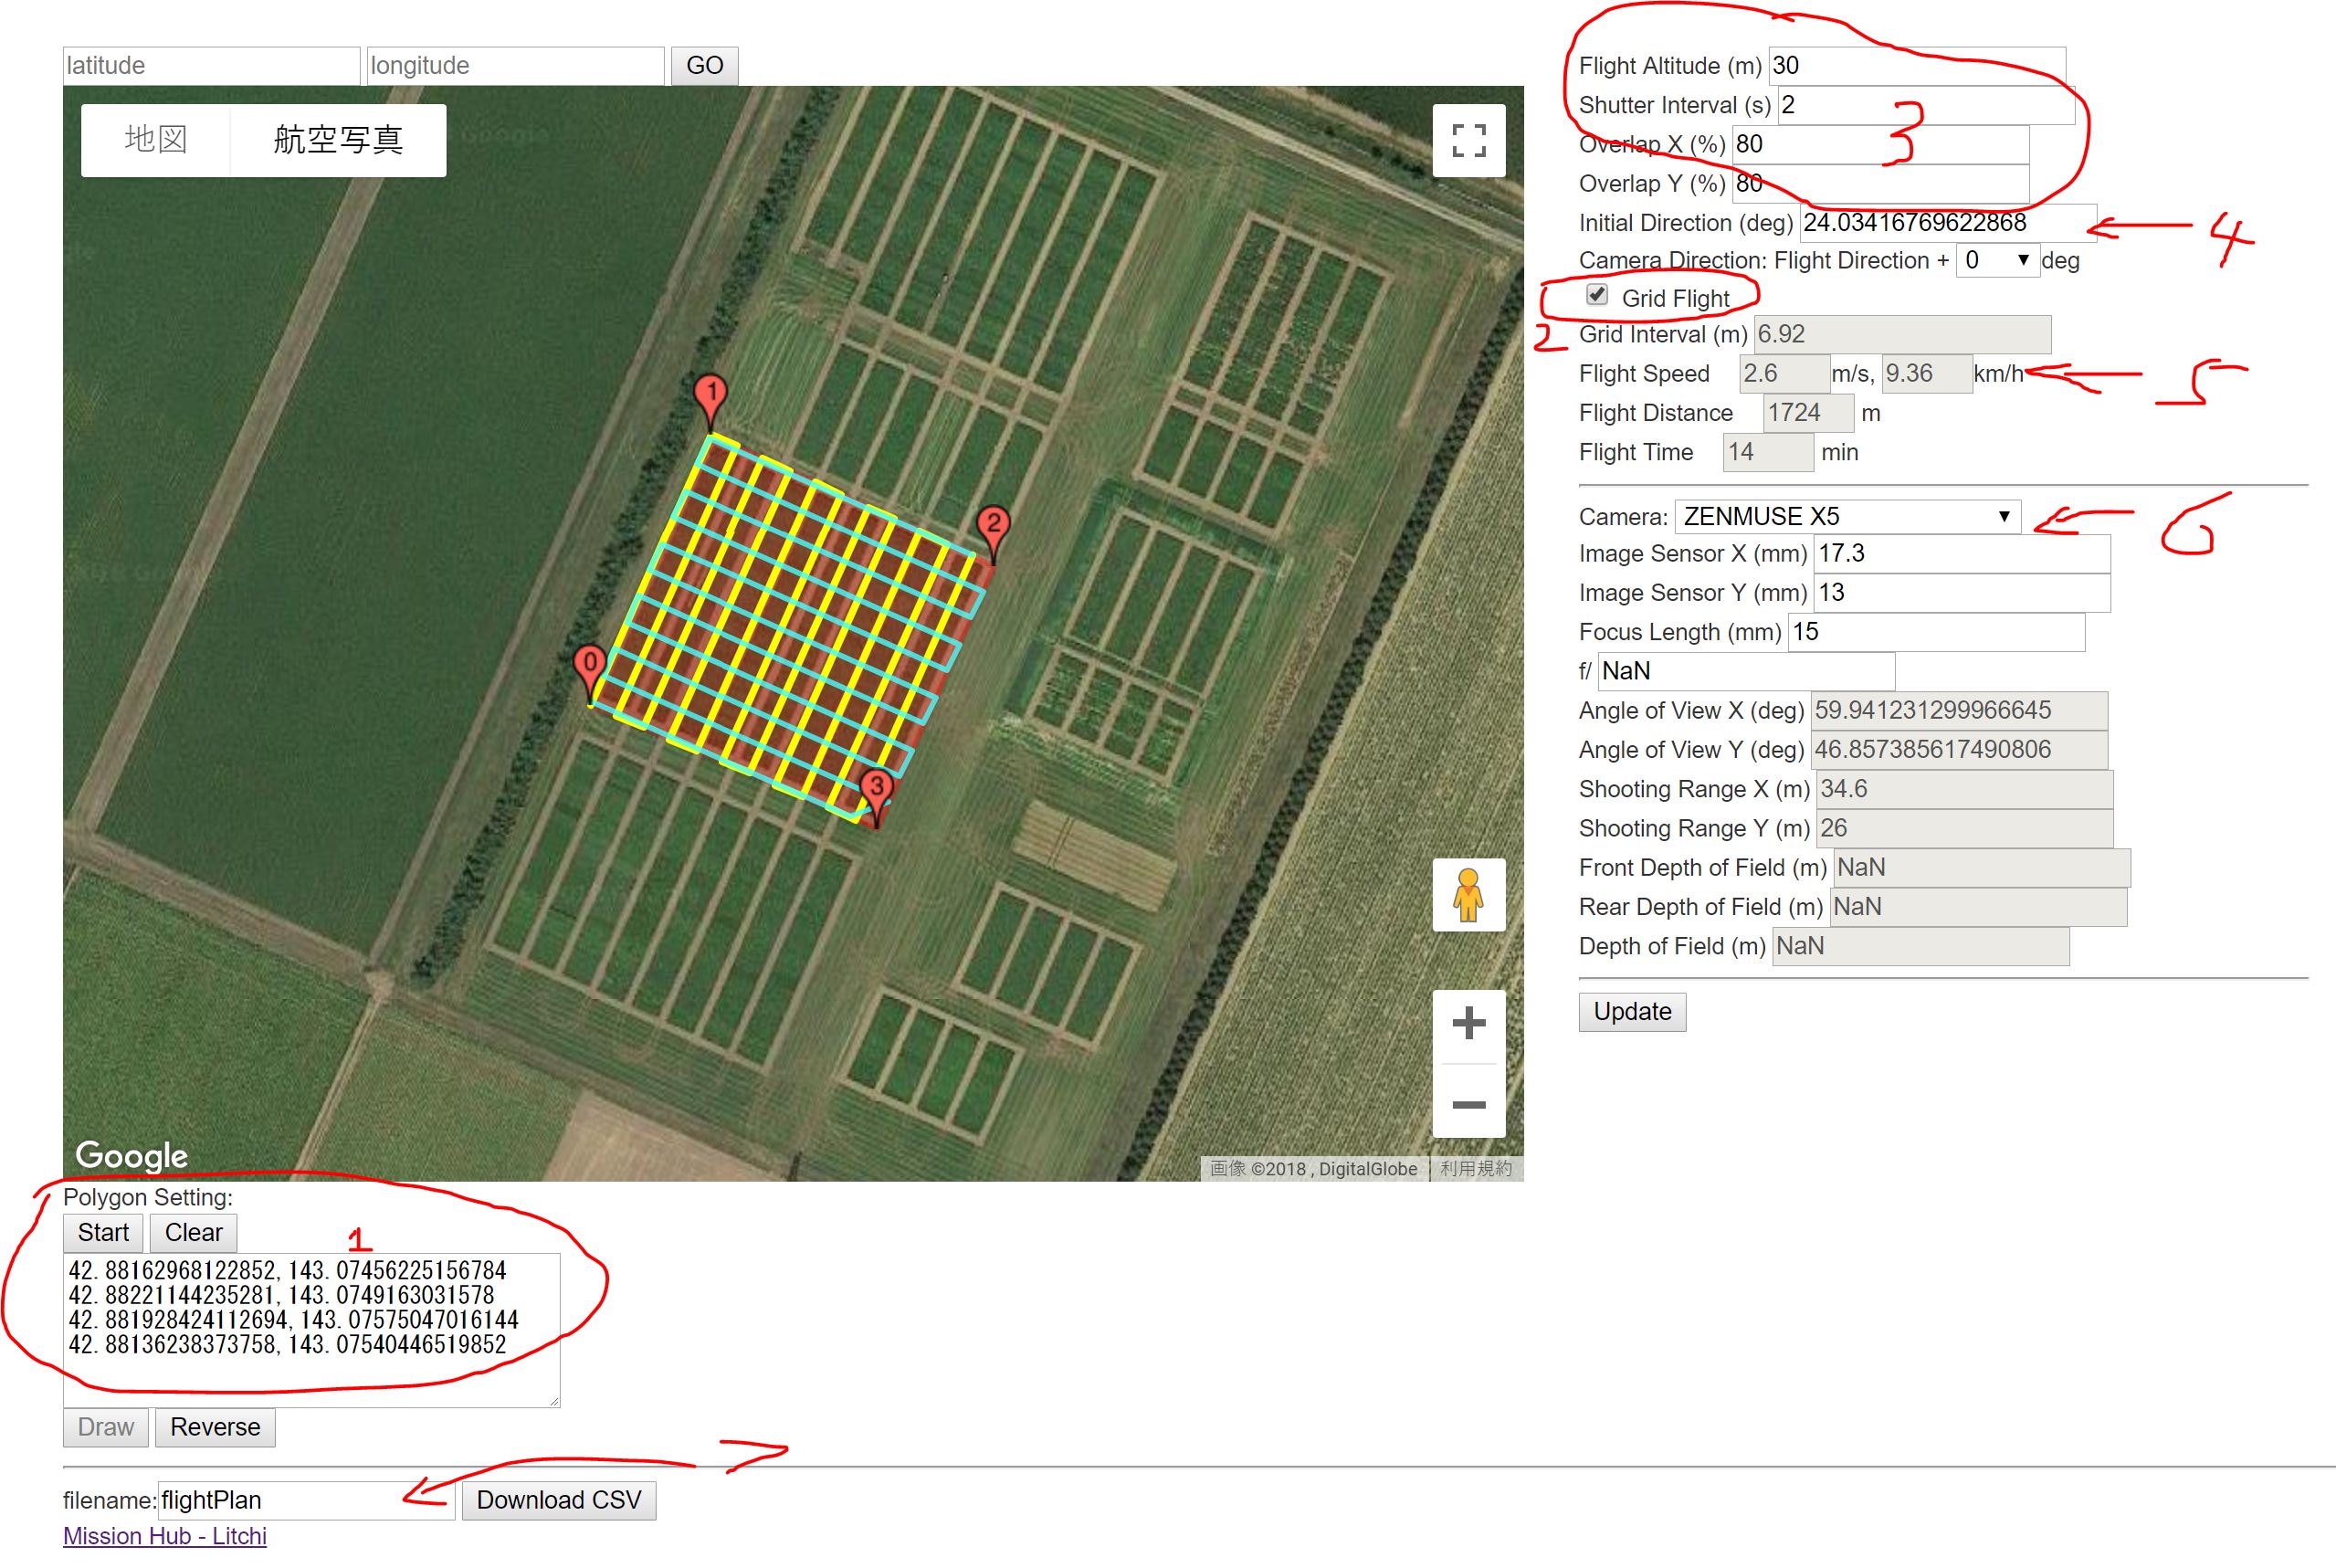 latitude longitude GO
地図 航空写真
1
2
0
3
Google
画像 ©2018 , DigitalGlobe 利用規約
Polygon Setting:
Start Clear
1
42.88162968122852,143.07456225156784
42.88221144235281,143.0749163031578
42.881928424112694,143.07575047016144
42.88136238373758,143.07540446519852
Draw Reverse
7
filename: flightPlan Download CSV
Mission Hub - Litchi
Flight Altitude (m) 30
Shutter Interval (s) 2
3
Overlap X (%) 80
Overlap Y (%) 80
Initial Direction (deg) 24.03416769622868
4
Camera Direction: Flight Direction + 0 deg
Grid Flight
2
Grid Interval (m) 6.92
Flight Speed 2.6 m/s, 9.36 km/h
5
Flight Distance 1724 m
Flight Time 14 min
Camera: ZENMUSE X5
6
Image Sensor X (mm) 17.3
Image Sensor Y (mm) 13
Focus Length (mm) 15
f/ NaN
Angle of View X (deg) 59.941231299966645
Angle of View Y (deg) 46.857385617490806
Shooting Range X (m) 34.6
Shooting Range Y (m) 26
Front Depth of Field (m) NaN
Rear Depth of Field (m) NaN
Depth of Field (m) NaN
Update